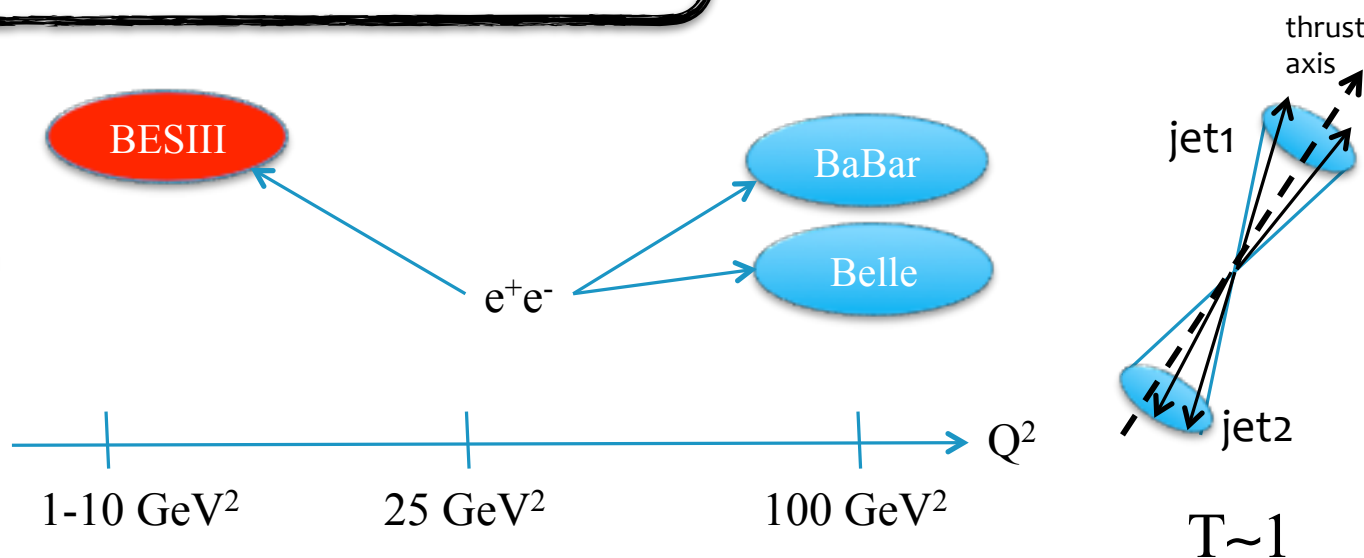 thrust
axis
BESIII
jet1
BaBar
Belle
e⁺e⁻
jet2
Q²
1-10 GeV²
25 GeV²
100 GeV²
T~1